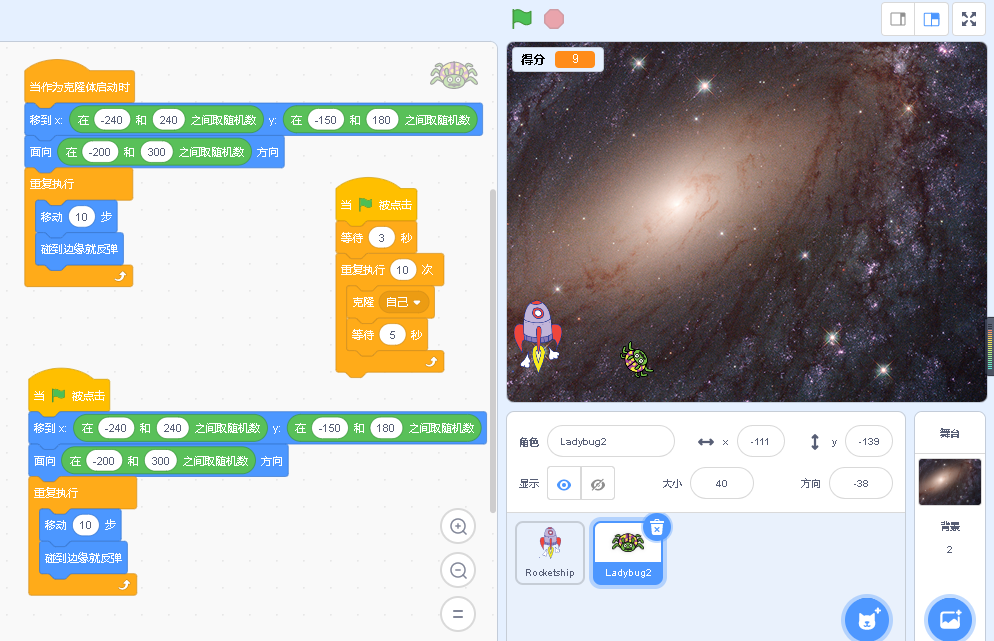 得分 9
当作为克隆体启动时
移到 x: 在 -240 和 240 之间取随机数 y: 在 -150 和 180 之间取随机数
面向 在 -200 和 300 之间取随机数 方向
重复执行
移动 10 步
碰到边缘就反弹
当 被点击
等待 3 秒
重复执行 10 次
克隆 自己
等待 5 秒
当 被点击
移到 x: 在 -240 和 240 之间取随机数 y: 在 -150 和 180 之间取随机数
面向 在 -200 和 300 之间取随机数 方向
重复执行
移动 10 步
碰到边缘就反弹
角色 Ladybug2 x -111 y -139
显示 大小 40 方向 -38
Rocketship
Ladybug2
舞台
背景
2